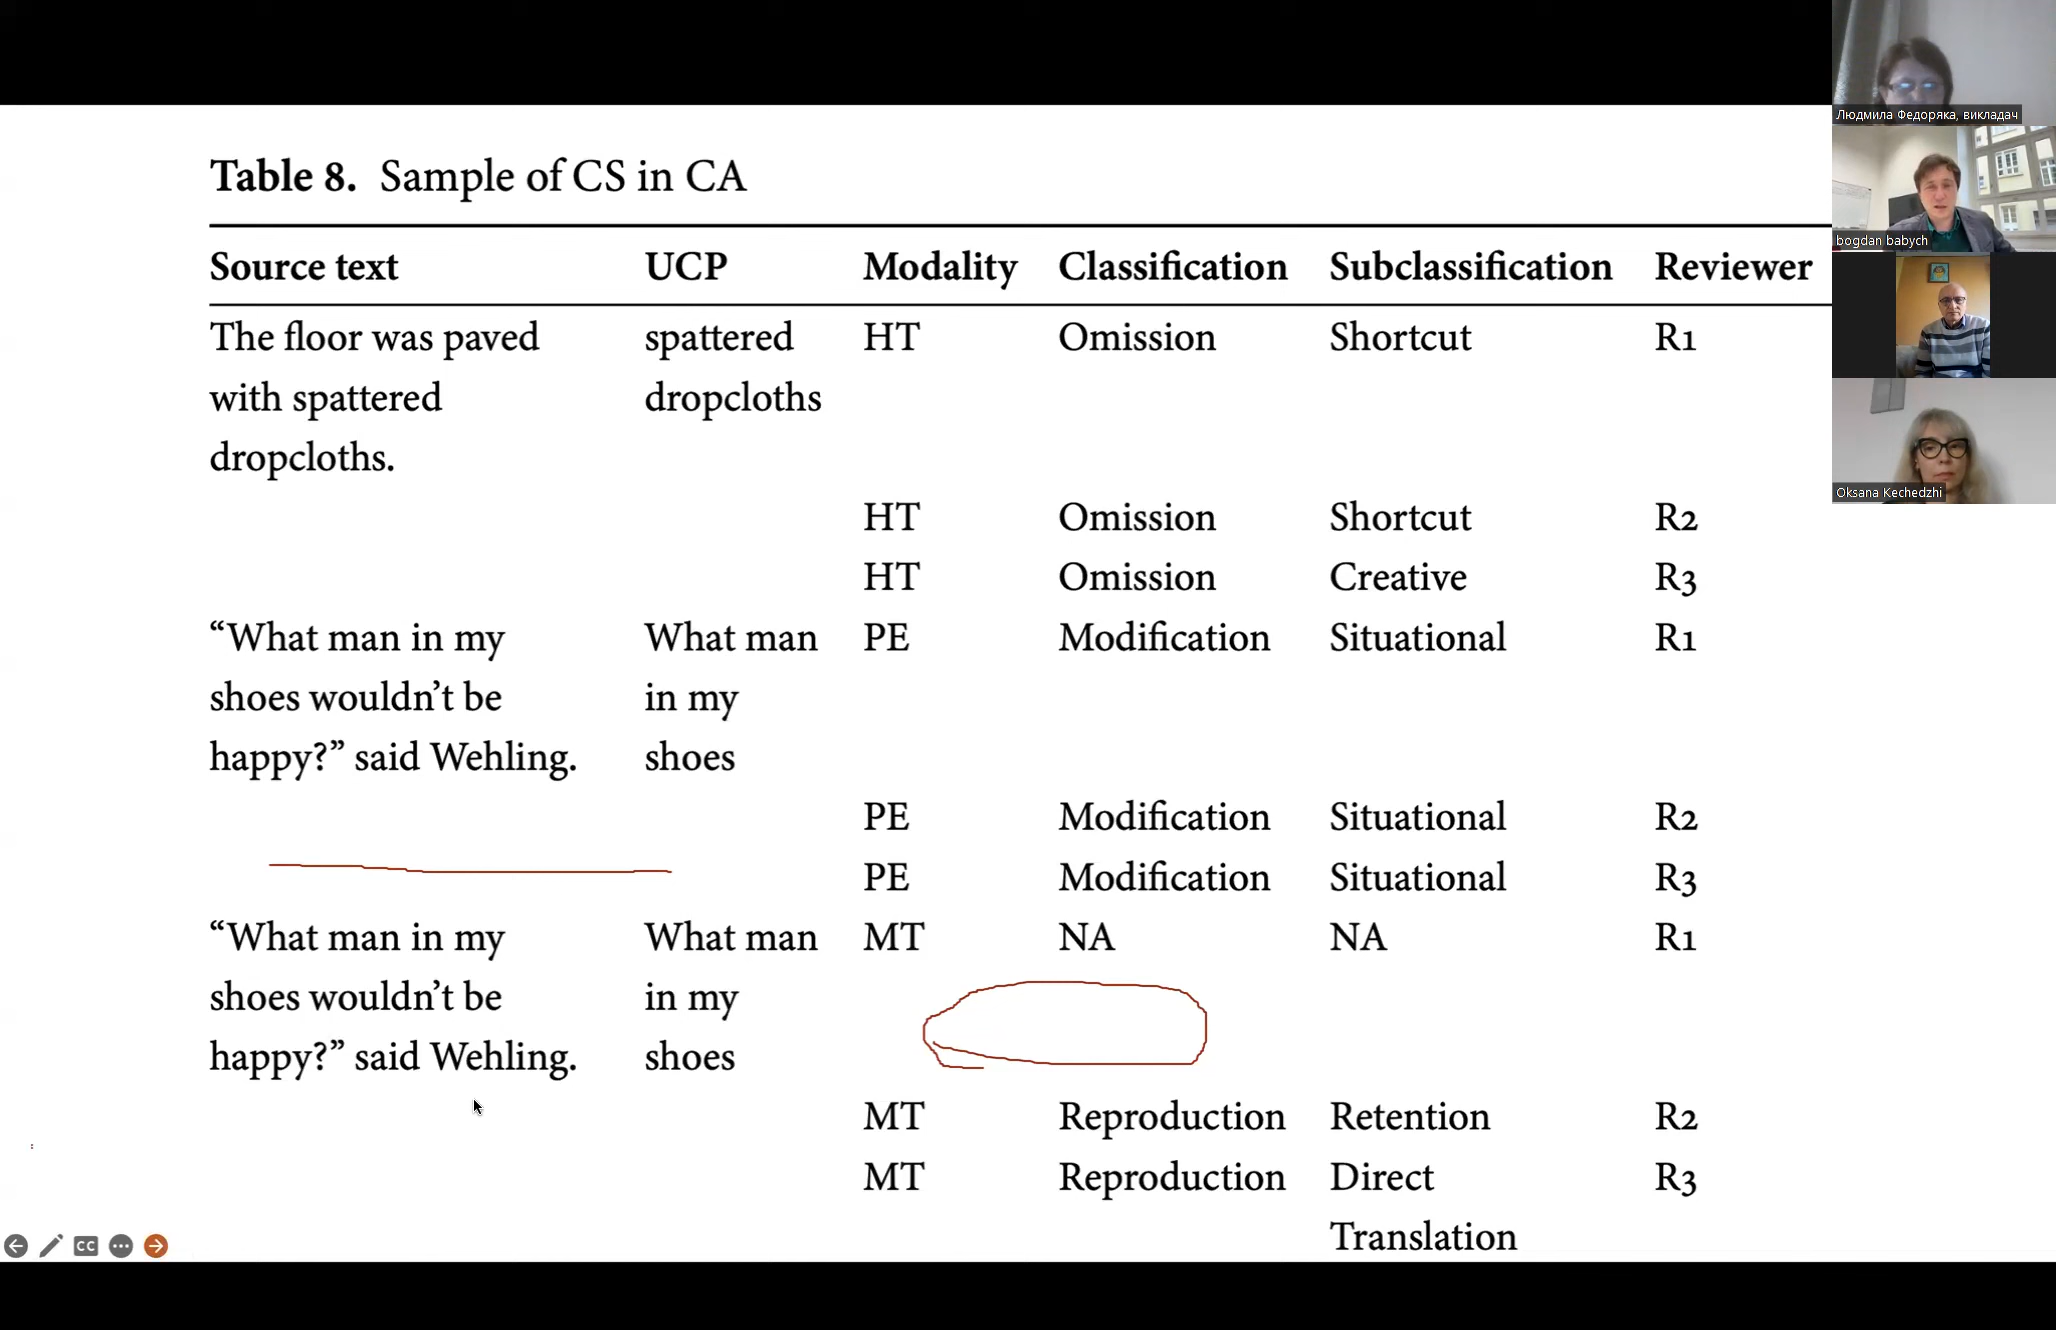 Table 8. Sample of CS in CA
Source text UCP Modality Classification Subclassification Reviewer
The floor was paved spattered HT Omission Shortcut R1
with spattered dropcloths
dropcloths.
HT Omission Shortcut R2
HT Omission Creative R3
“What man in my What man PE Modification Situational R1
shoes wouldn’t be in my
happy?” said Wehling. shoes
PE Modification Situational R2
PE Modification Situational R3
“What man in my What man MT NA NA R1
shoes wouldn’t be in my
happy?” said Wehling. shoes
MT Reproduction Retention R2
MT Reproduction Direct R3
Translation
CC
Людмила Федоряка, викладач
bogdan babych
Oksana Kechedzhi